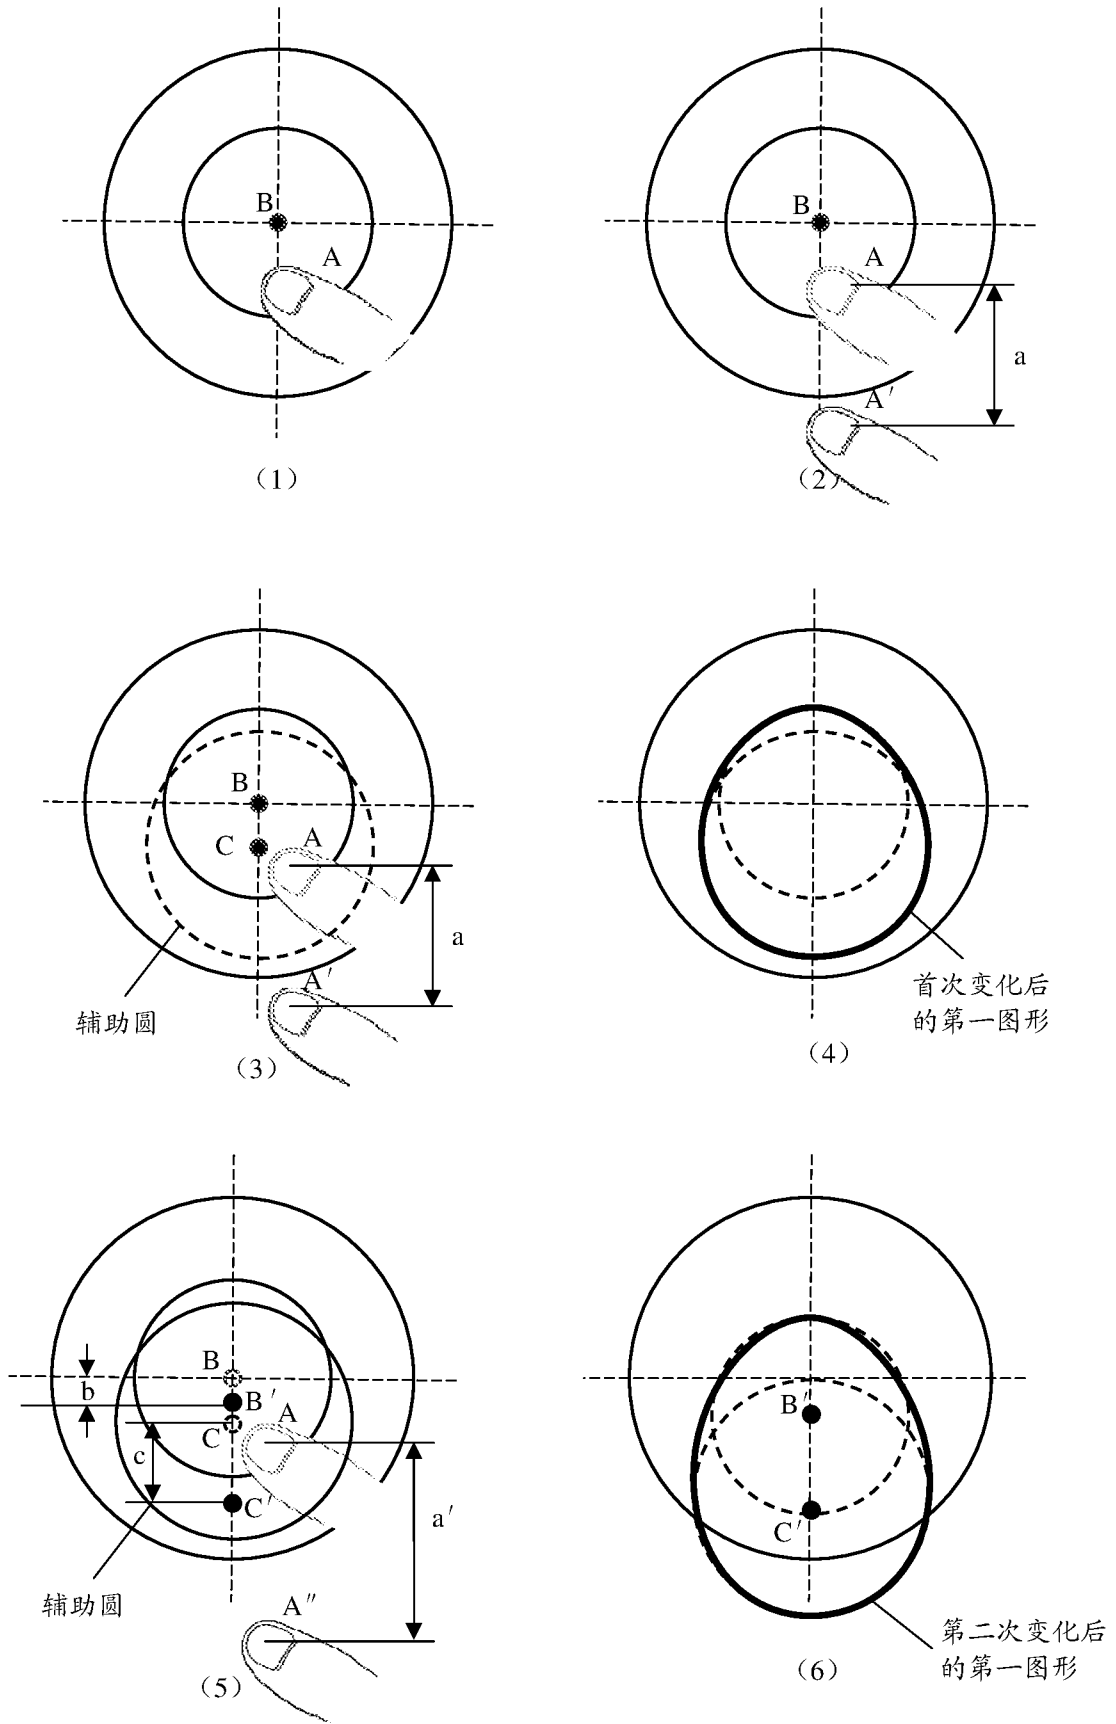 B
A
(1)
B
A
a
A′
(2)
B
C
A
a
A′
辅助圆
(3)
首次变化后
的第一图形
(4)
B
b
B′
A
C
c
C′
a′
辅助圆
A″
(5)
B′
C′
第二次变化后
的第一图形
(6)